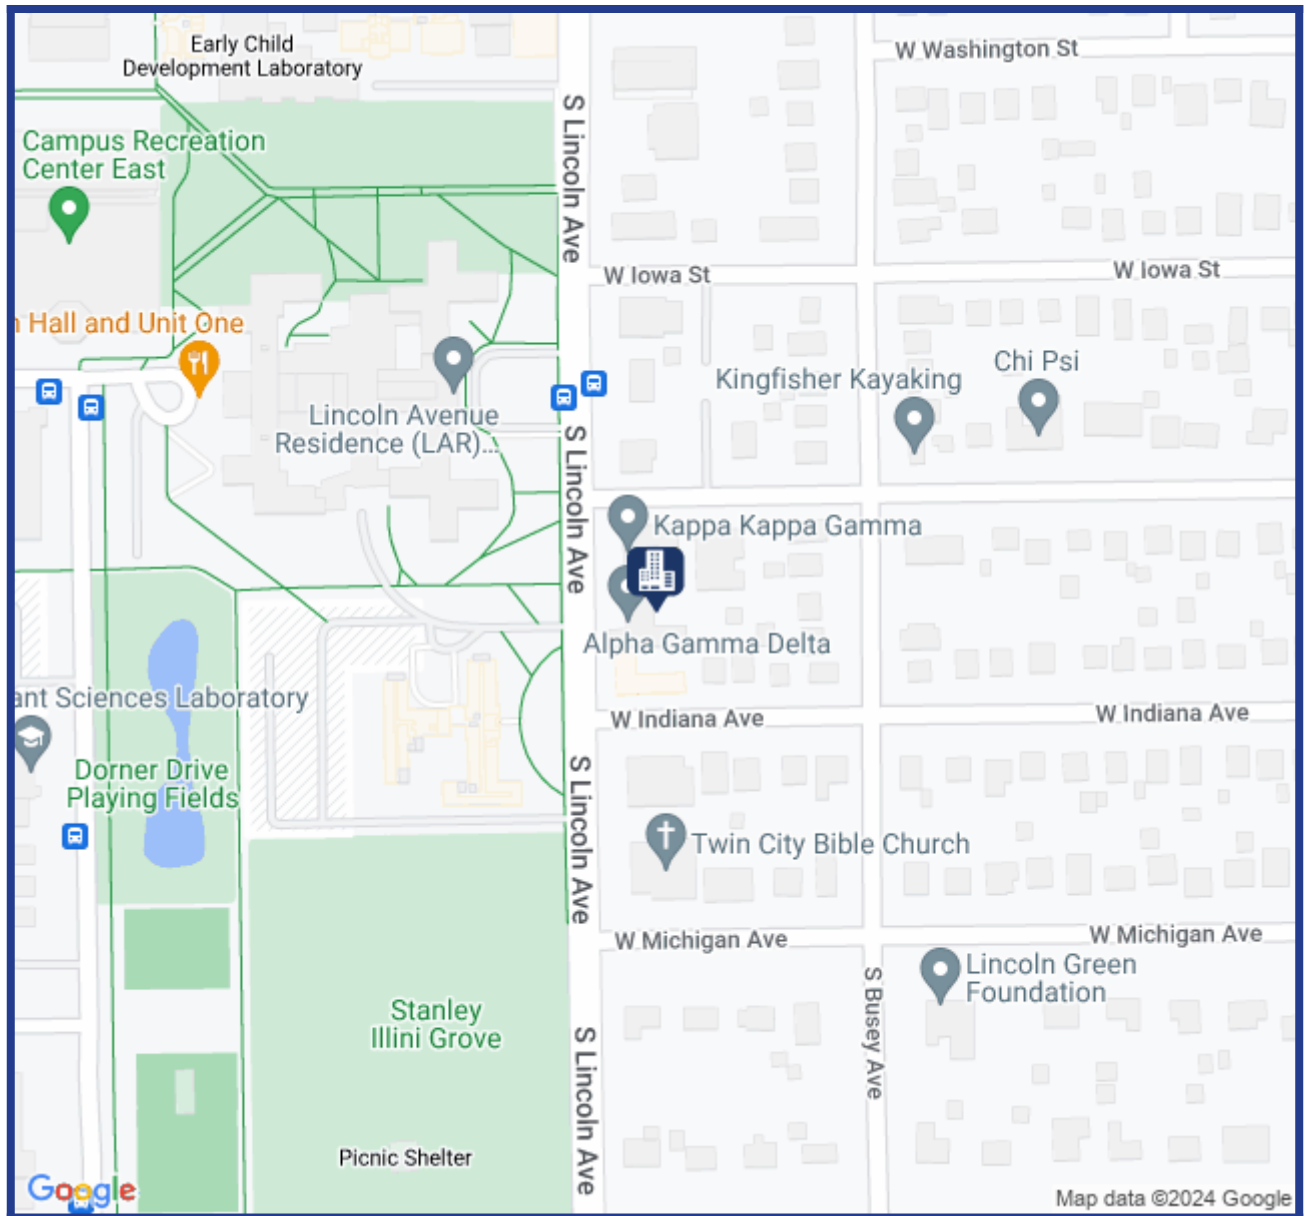 Early Child
Development Laboratory
W Washington St
Campus Recreation
Center East
S Lincoln Ave
W Iowa St
W Iowa St
n Hall and Unit One
Chi Psi
Kingfisher Kayaking
Lincoln Avenue
Residence (LAR)...
S Lincoln Ave
Kappa Kappa Gamma
Alpha Gamma Delta
ant Sciences Laboratory
W Indiana Ave
W Indiana Ave
Dorner Drive
Playing Fields
S Lincoln Ave
Twin City Bible Church
W Michigan Ave
W Michigan Ave
Lincoln Green
Foundation
S Busey Ave
Stanley
Illini Grove
S Lincoln Ave
Picnic Shelter
Google
Map data ©2024 Google